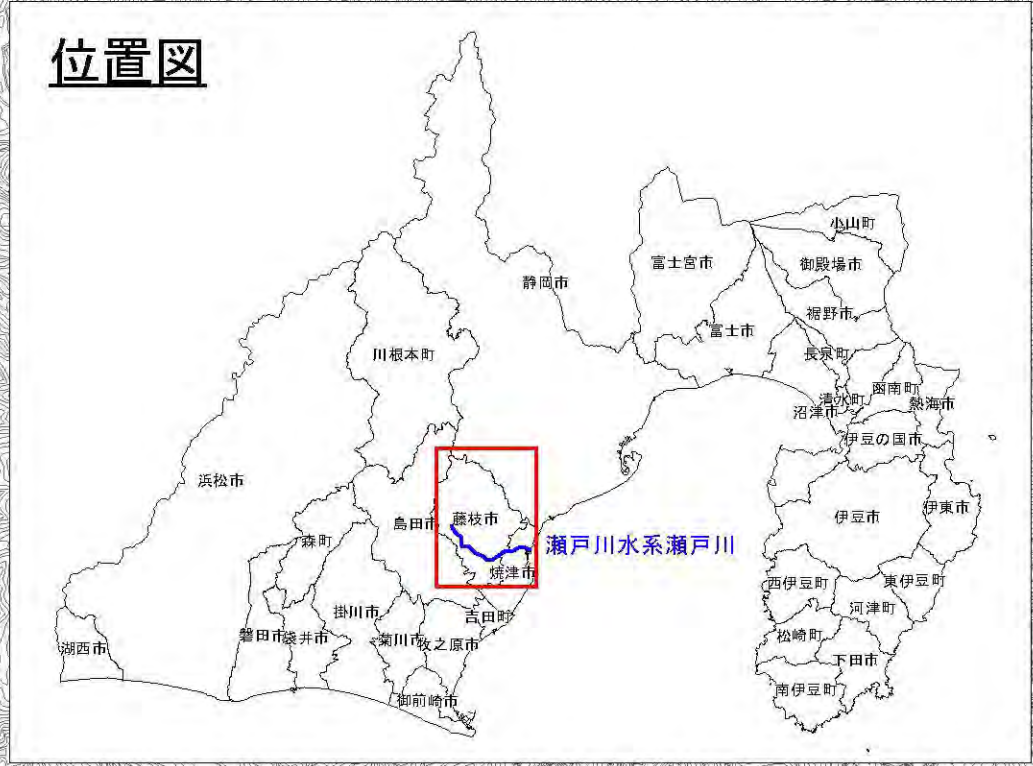 位置図
小山町
御殿場市
富士宮市
静岡市
裾野市
富士市
長泉町
川根本町
函南町
清水町
熱海市
沼津市
伊豆の国市
浜松市
伊東市
伊豆市
藤枝市
島田市
森町
瀬戸川水系瀬戸川
焼津市
西伊豆町
東伊豆町
河津町
掛川市
吉田町
松崎町
磐田市
袋井市
菊川市
牧之原市
湖西市
下田市
南伊豆町
御前崎市